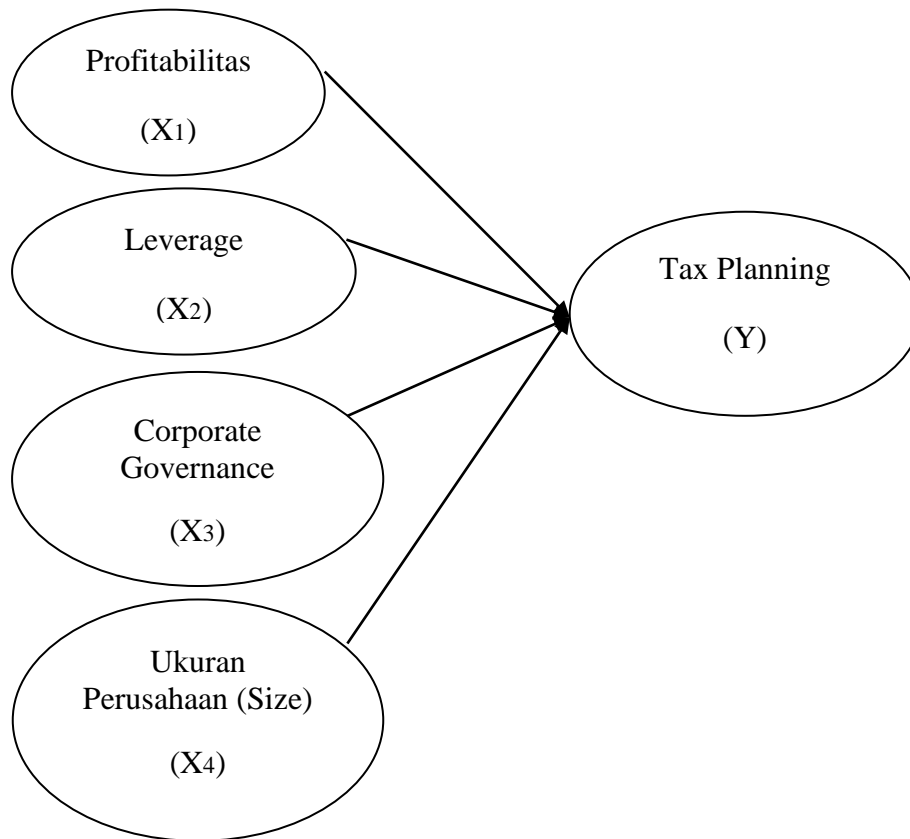 Profitabilitas
(X1)
Leverage
(X2)
Corporate
Governance
(X3)
Ukuran
Perusahaan (Size)
(X4)
Tax Planning
(Y)